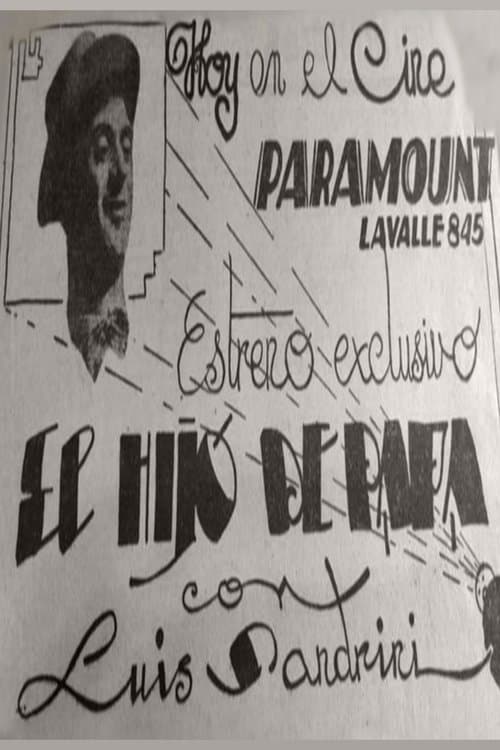 Hoy en el Cine
PARAMOUNT
LAVALLE 845
Estreno exclusivo
EL HIJO DE PAPA
con
Luis Sandrini